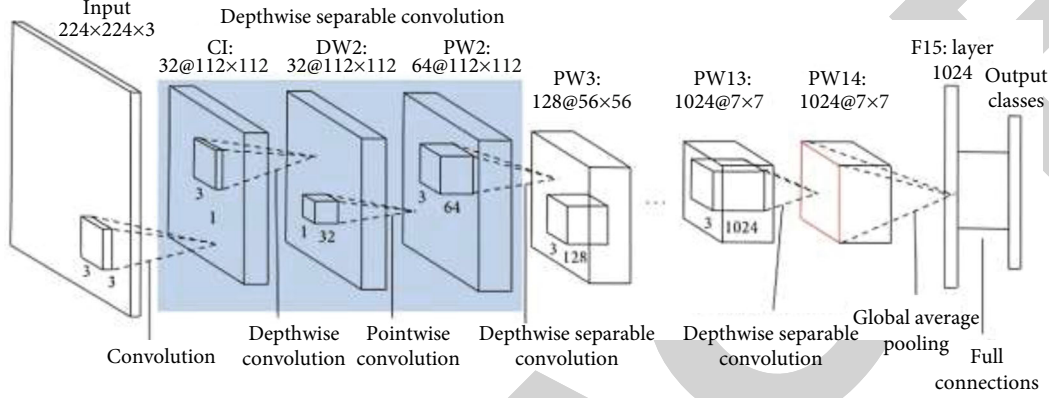 Input
224×224×3
Depthwise separable convolution
CI:
32@112×112
DW2:
32@112×112
PW2:
64@112×112
PW3:
128@56×56
PW13:
1024@7×7
PW14:
1024@7×7
F15: layer
1024
Output
classes
3
3
3
1
1
32
3
64
3
128
...
3
1024
Convolution
Depthwise
convolution
Pointwise
convolution
Depthwise separable
convolution
Depthwise separable
convolution
Global average
pooling
Full
connections